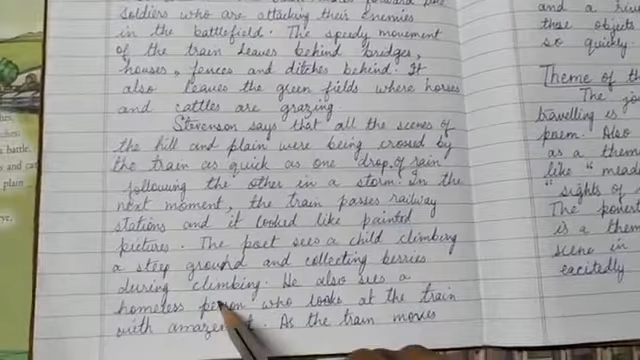 soldiers who are attacking their enemies
in the battlefield. The speedy movement
of the train leaves behind bridges,
houses, fences and ditches behind. It
also leaves the green fields where horses
and cattles are grazing.
Stevenson says that all the scenes of
the hill and plain were being crossed by
the train as quick as one drop of rain
following the other in a storm. In the
next moment, the train passes railway
stations and it looked like painted
pictures. The poet sees a child climbing
a steep ground and collecting berries
during climbing. He also sees a
homeless person who looks at the train
with amazement. As the train moves
and a
these objects
so quickly
Theme of th
The jo
travelling is
poem. Also
as a theme
like "mead
"sights of
The
is a them
scene in
excitedly
battle.
plain